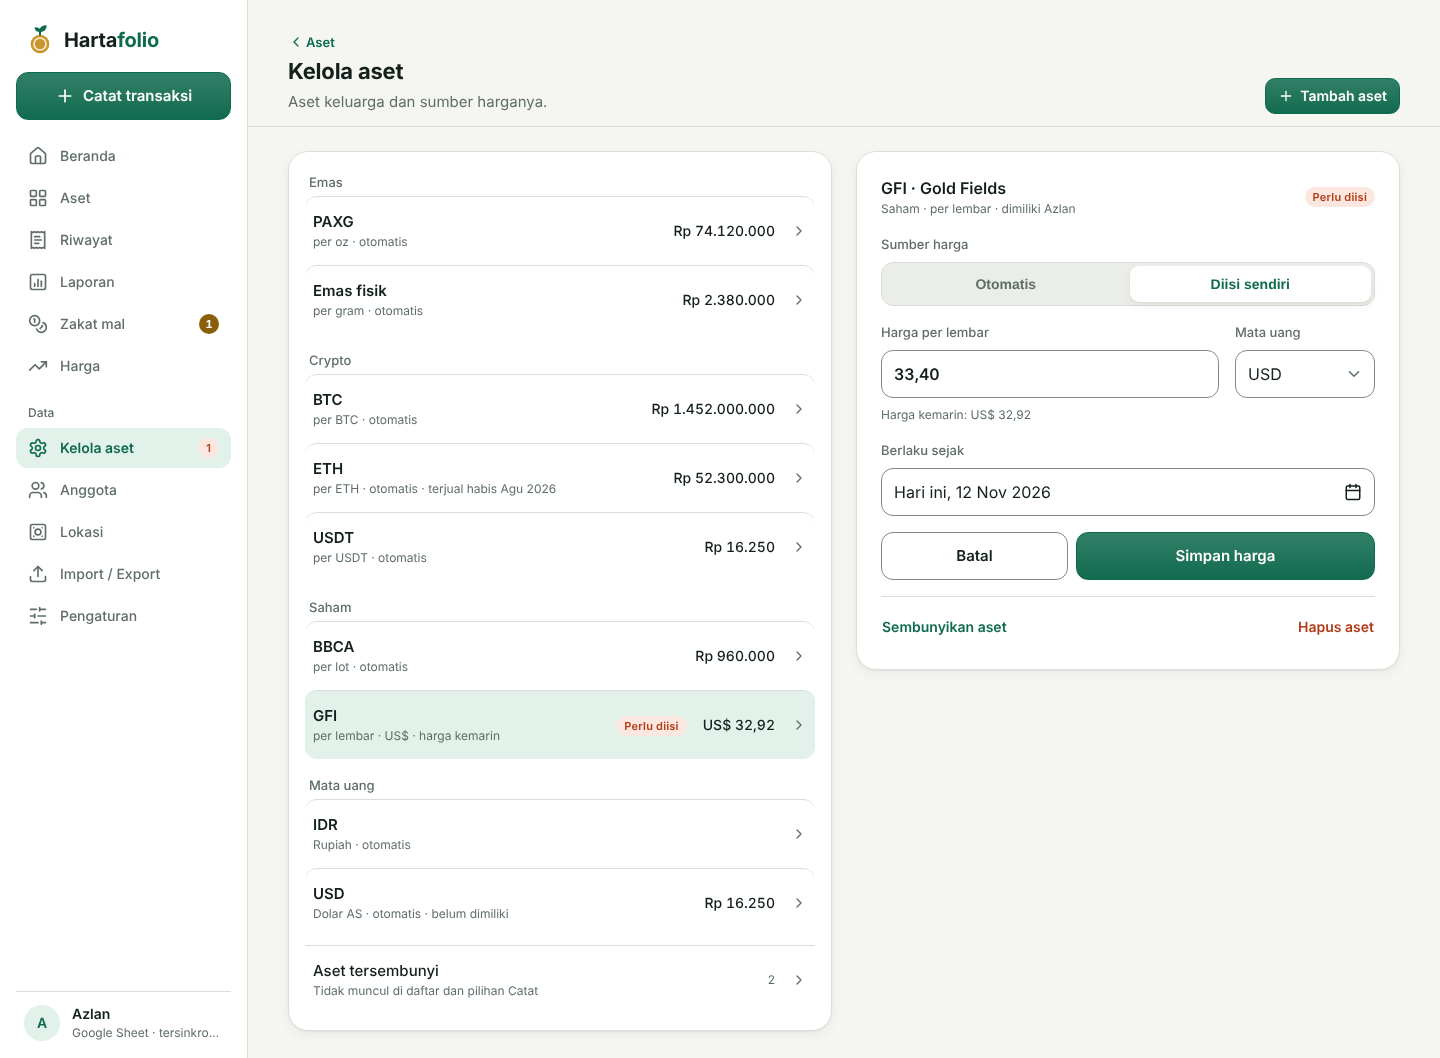 Hartafolio
Catat transaksi
Beranda
Aset
Riwayat
Laporan
Zakat mal
1
Harga
Data
Kelola aset
1
Anggota
Lokasi
Import / Export
Pengaturan
A
Azlan
Google Sheet · tersinkro...
Aset
Kelola aset
Aset keluarga dan sumber harganya.
Tambah aset
Emas
PAXG
per oz · otomatis
Rp 74.120.000
Emas fisik
per gram · otomatis
Rp 2.380.000
Crypto
BTC
per BTC · otomatis
Rp 1.452.000.000
ETH
per ETH · otomatis · terjual habis Agu 2026
Rp 52.300.000
USDT
per USDT · otomatis
Rp 16.250
Saham
BBCA
per lot · otomatis
Rp 960.000
GFI
per lembar · US$ · harga kemarin
Perlu diisi
US$ 32,92
Mata uang
IDR
Rupiah · otomatis
USD
Dolar AS · otomatis · belum dimiliki
Rp 16.250
Aset tersembunyi
Tidak muncul di daftar dan pilihan Catat
2
GFI · Gold Fields
Saham · per lembar · dimiliki Azlan
Perlu diisi
Sumber harga
Otomatis
Diisi sendiri
Harga per lembar
Mata uang
33,40
USD
Harga kemarin: US$ 32,92
Berlaku sejak
Hari ini, 12 Nov 2026
Batal
Simpan harga
Sembunyikan aset
Hapus aset